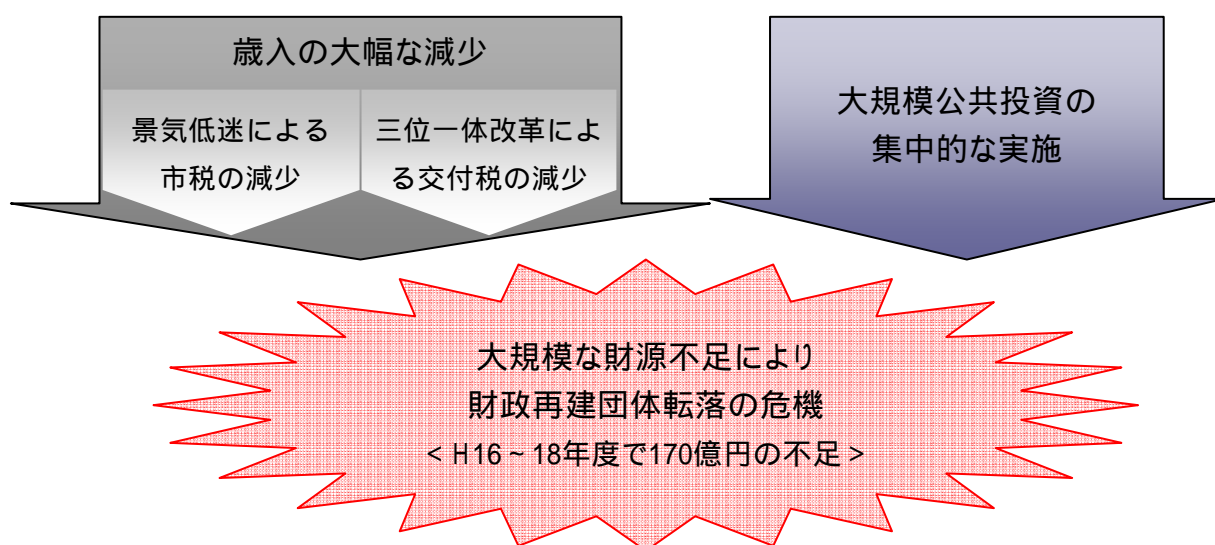 歳入の大幅な減少
景気低迷による
市税の減少
三位一体改革によ
る交付税の減少
大規模公共投資の
集中的な実施
大規模な財源不足により
財政再建団体転落の危機
＜H16～18年度で170億円の不足＞